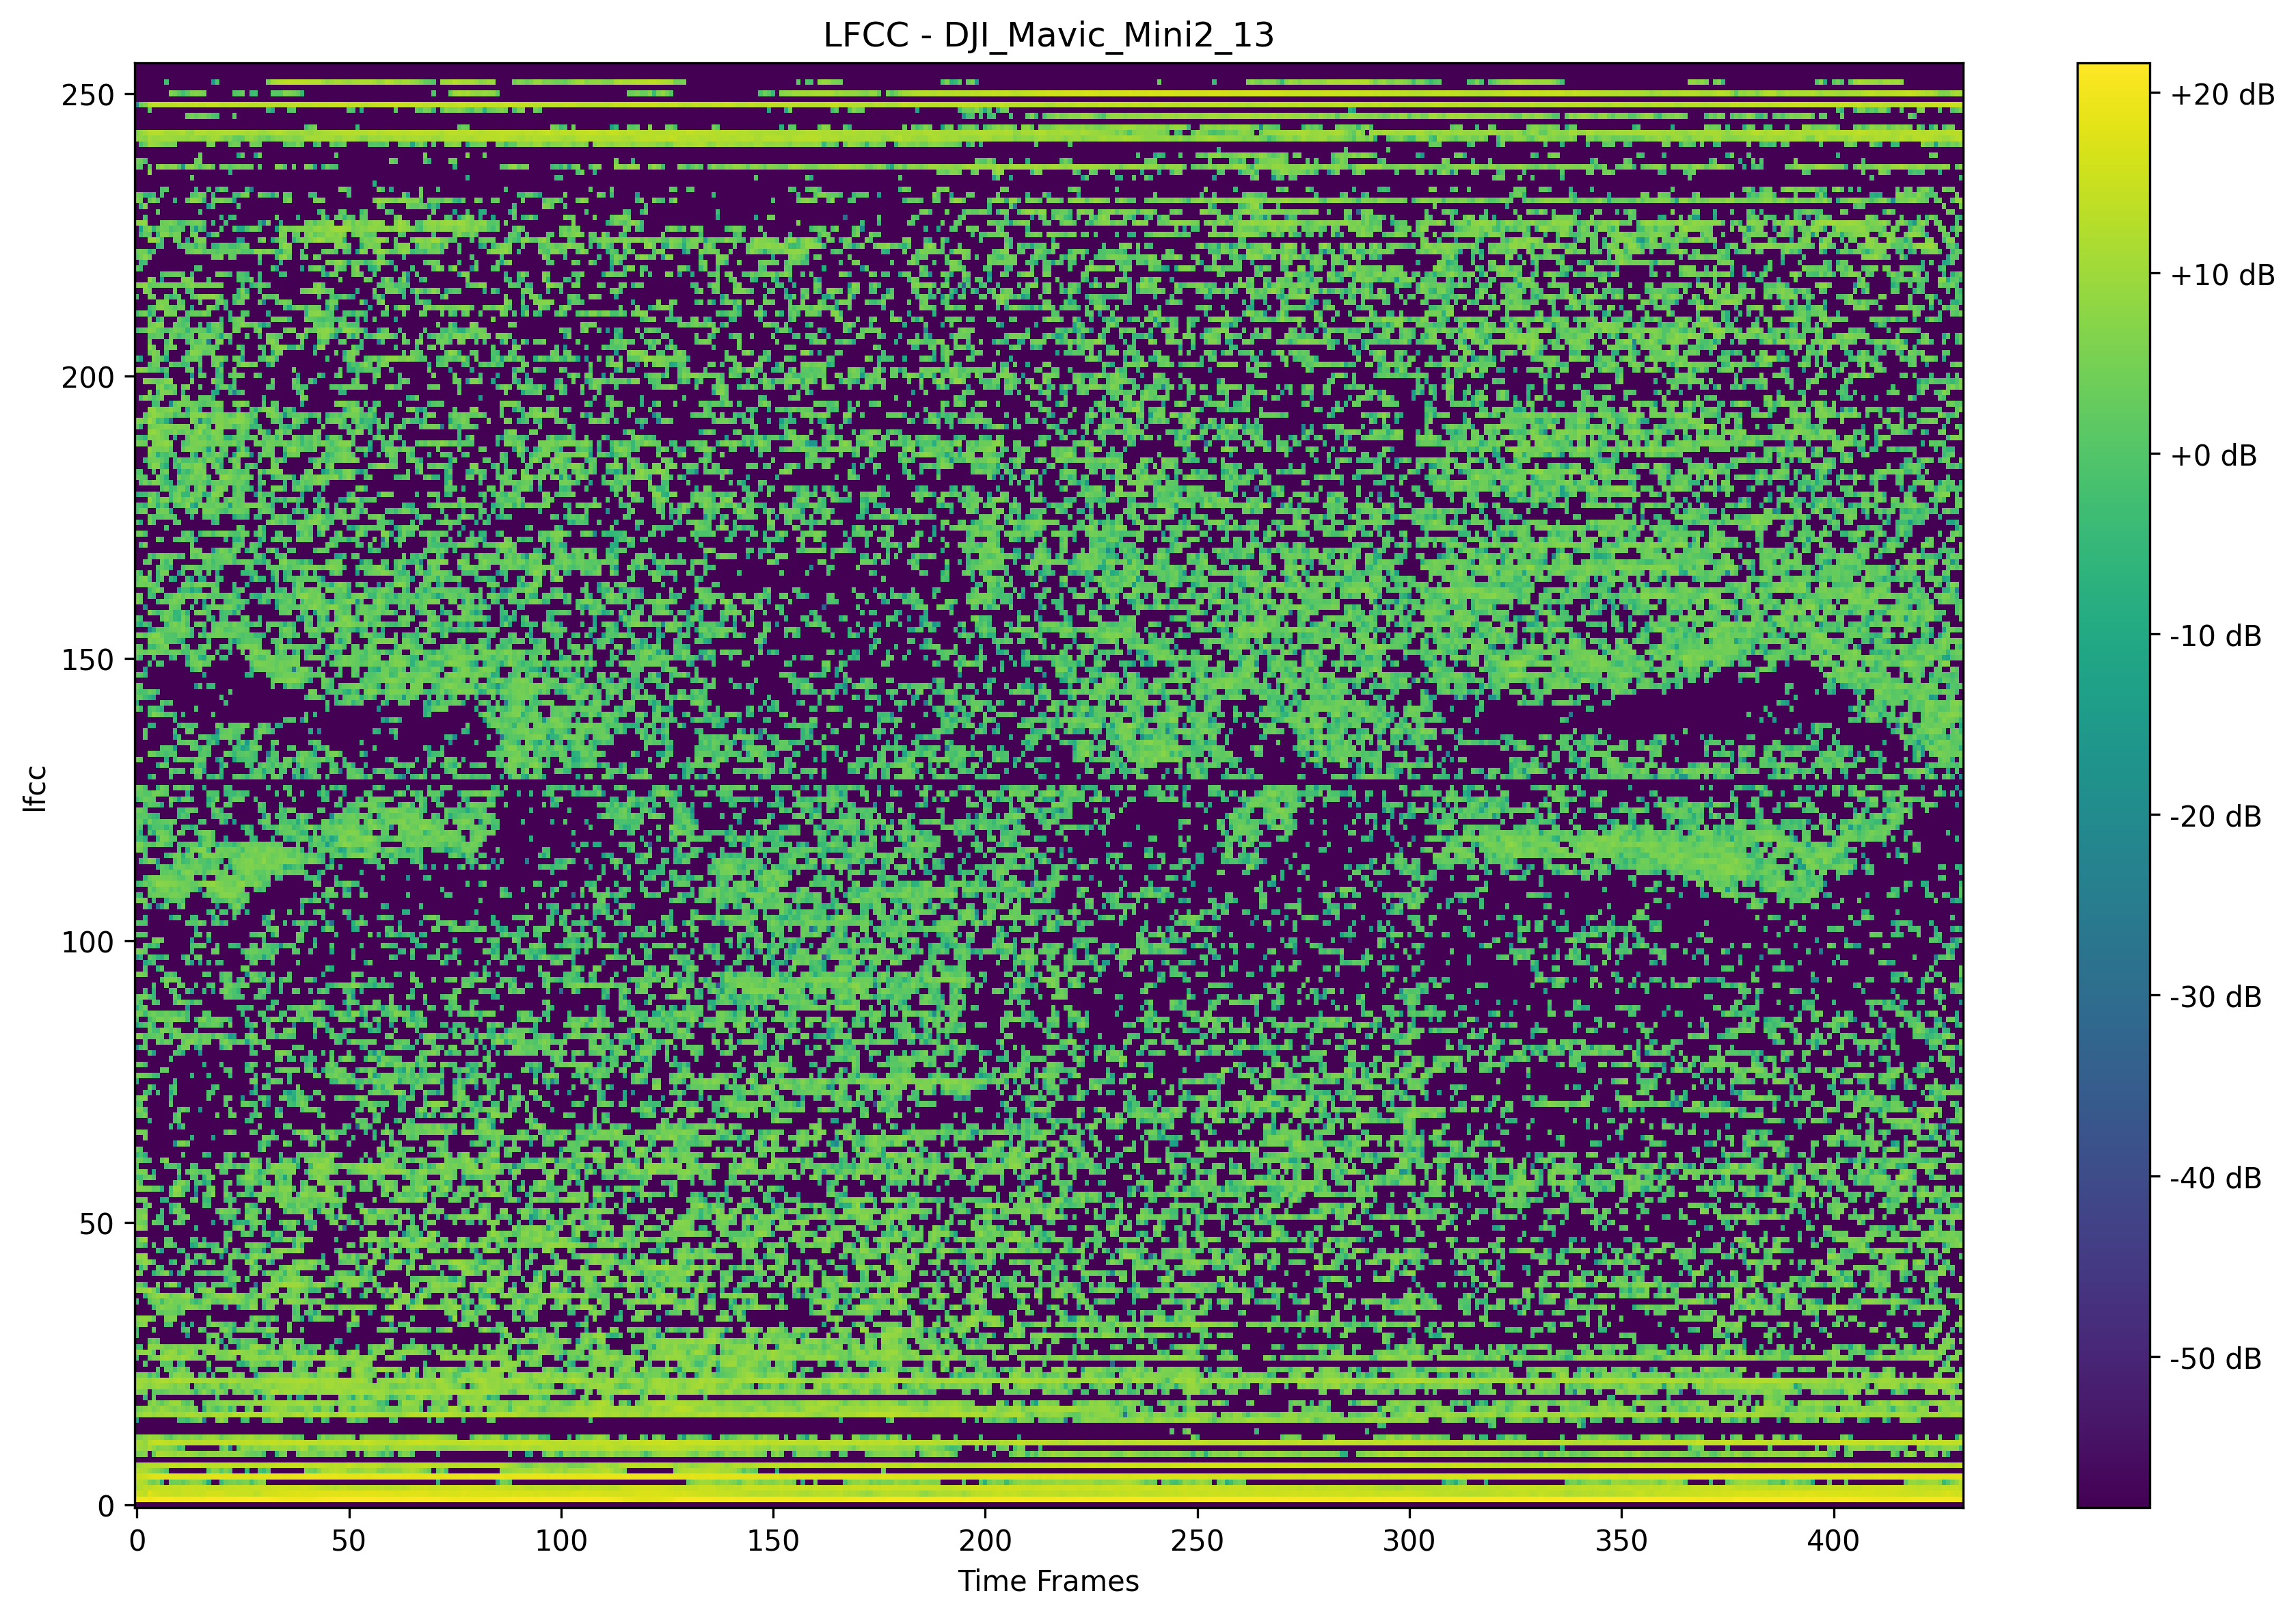 LFCC - DJI_Mavic_Mini2_13
lfcc
250
200
150
100
50
0
0 50 100 150 200 250 300 350 400
Time Frames
+20 dB
+10 dB
+0 dB
-10 dB
-20 dB
-30 dB
-40 dB
-50 dB